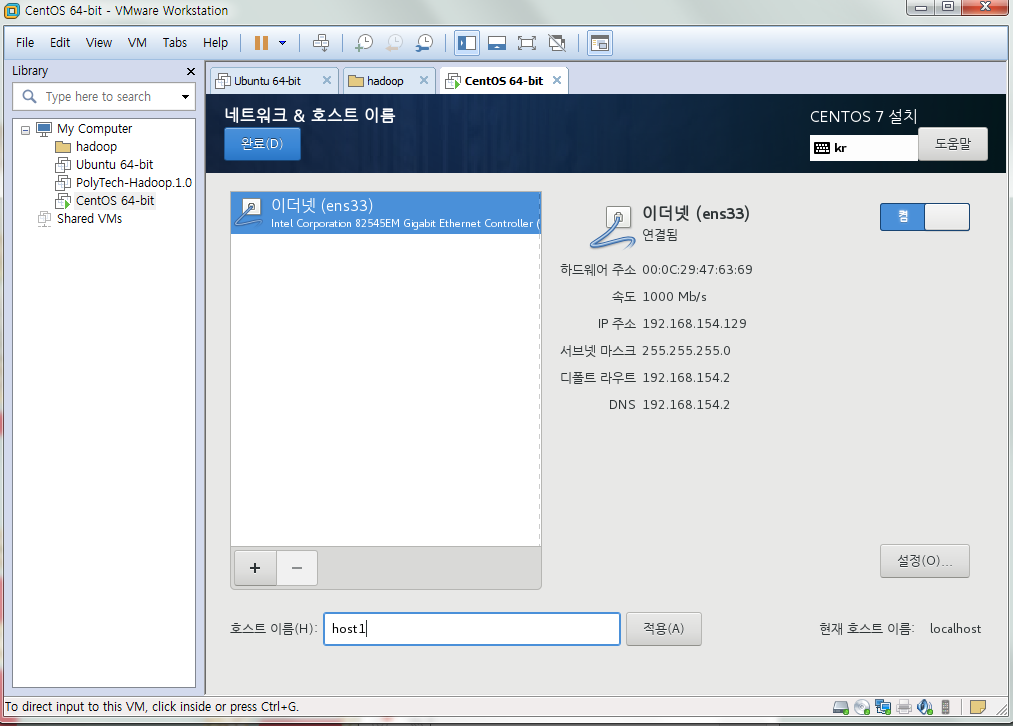 CentOS 64-bit - VMware Workstation
File Edit View VM Tabs Help
Library
Type here to search
My Computer
hadoop
Ubuntu 64-bit
PolyTech-Hadoop.1.0
CentOS 64-bit
Shared VMs
Ubuntu 64-bit hadoop CentOS 64-bit
네트워크 & 호스트 이름
완료(D)
CENTOS 7 설치
kr
도움말
이더넷 (ens33)
Intel Corporation 82545EM Gigabit Ethernet Controller (
이더넷 (ens33)
연결됨
켬
하드웨어 주소 00:0C:29:47:63:69
속도 1000 Mb/s
IP 주소 192.168.154.129
서브넷 마스크 255.255.255.0
디폴트 라우트 192.168.154.2
DNS 192.168.154.2
+ −
설정(O)...
호스트 이름(H): host1 적용(A) 현재 호스트 이름: localhost
To direct input to this VM, click inside or press Ctrl+G.